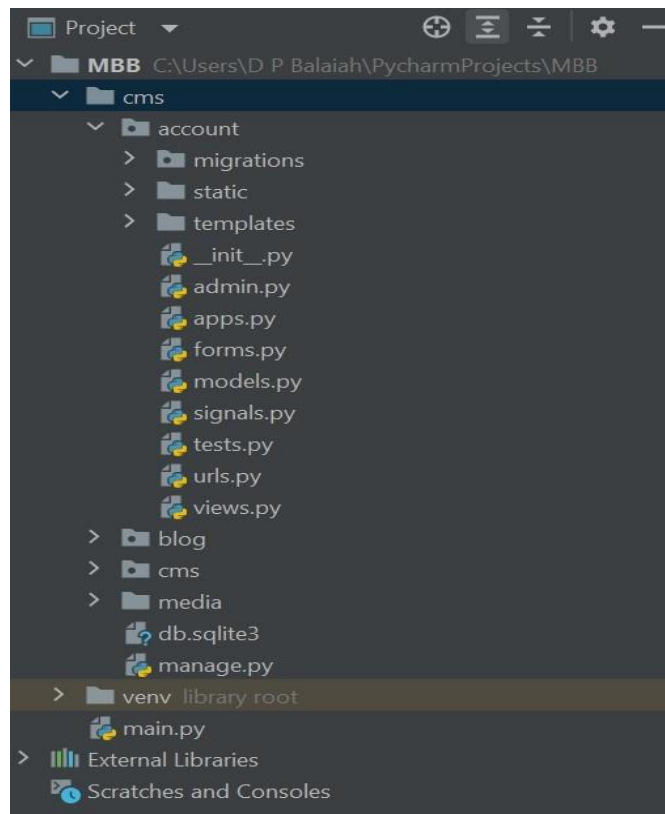 Project
MBB C:\Users\D P Balaiah\PycharmProjects\MBB
cms
account
migrations
static
templates
__init__.py
admin.py
apps.py
forms.py
models.py
signals.py
tests.py
urls.py
views.py
blog
cms
media
db.sqlite3
manage.py
venv library root
main.py
External Libraries
Scratches and Consoles